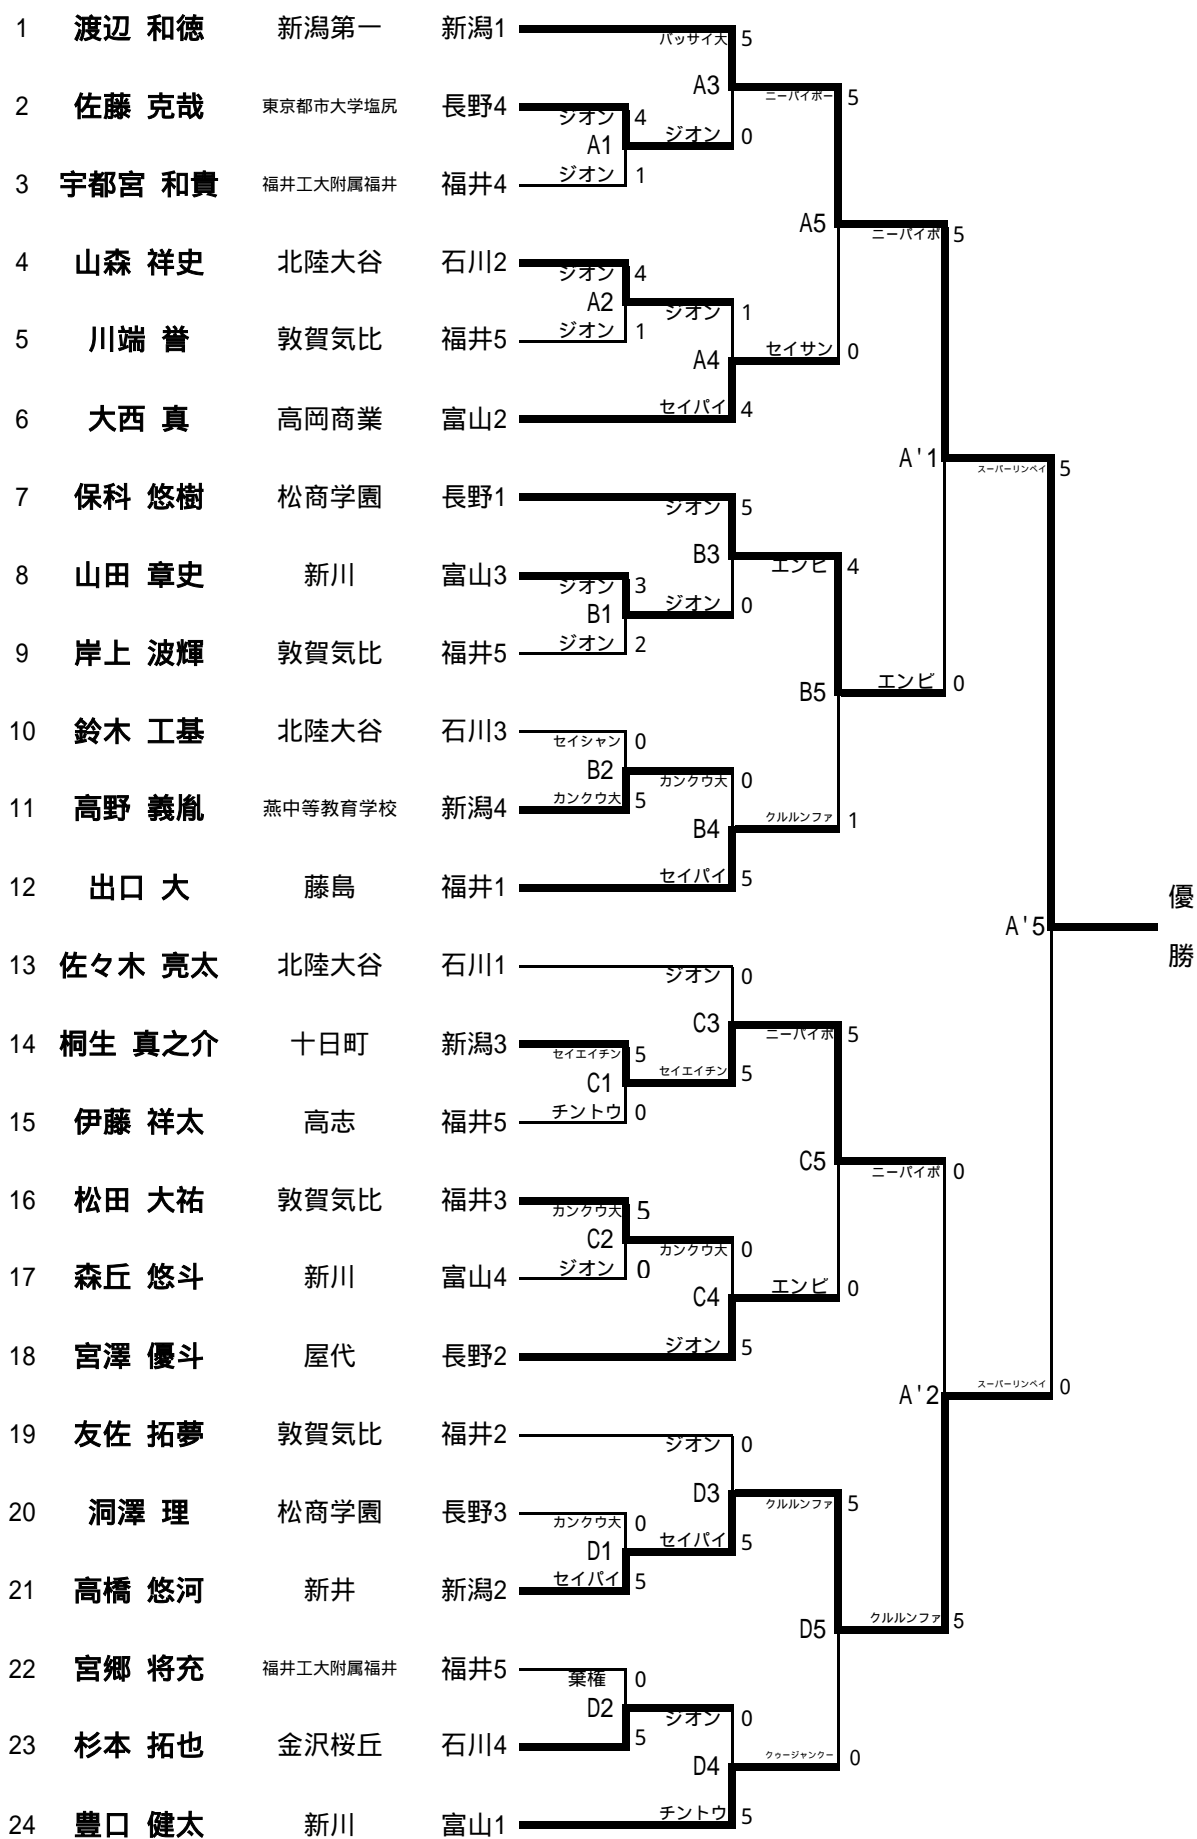 1 渡辺 和徳 新潟第一 新潟1
パッサイ大 5
A3
ニーパイポー 5
2 佐藤 克哉 東京都市大学塩尻 長野4
ジオン 4
A1
ジオン 0
ジオン 1
3 宇都宮 和貴 福井工大附属福井 福井4
A5
ニーパイポ 5
4 山森 祥史 北陸大谷 石川2
ジオン 4
A2
ジオン 1
ジオン 1
5 川端 誉 敦賀気比 福井5
A4
セイサン 0
セイパイ 4
6 大西 真 高岡商業 富山2
A'1
スーパーリンペイ 5
7 保科 悠樹 松商学園 長野1
ジオン 5
B3
エンピ 4
8 山田 章史 新川 富山3
ジオン 3
B1
ジオン 0
ジオン 2
9 岸上 波輝 敦賀気比 福井5
B5
エンピ 0
10 鈴木 工基 北陸大谷 石川3
セイシャン 0
B2
カンクウ大 0
カンクウ大 5
11 高野 義胤 燕中等教育学校 新潟4
B4
クルルンファ 1
セイパイ 5
12 出口 大 藤島 福井1
A'5
優
勝
13 佐々木 亮太 北陸大谷 石川1
ジオン 0
C3
ニーパイポ 5
14 桐生 真之介 十日町 新潟3
セイエイチン 5
C1
セイエイチン 5
チントウ 0
15 伊藤 祥太 高志 福井5
C5
ニーパイポ 0
16 松田 大祐 敦賀気比 福井3
カンクウ大 5
C2
カンクウ大 0
ジオン 0
17 森丘 悠斗 新川 富山4
C4
エンピ 0
ジオン 5
18 宮澤 優斗 屋代 長野2
A'2
スーパーリンペイ 0
19 友佐 拓夢 敦賀気比 福井2
ジオン 0
D3
クルルンファ 5
20 洞澤 理 松商学園 長野3
カンクウ大 0
D1
セイパイ 5
セイパイ 5
21 高橋 悠河 新井 新潟2
D5
クルルンファ 5
22 宮郷 将充 福井工大附属福井 福井5
棄権 0
D2
ジオン 0
5
23 杉本 拓也 金沢桜丘 石川4
D4
クゥージャンクー 0
チントウ 5
24 豊口 健太 新川 富山1